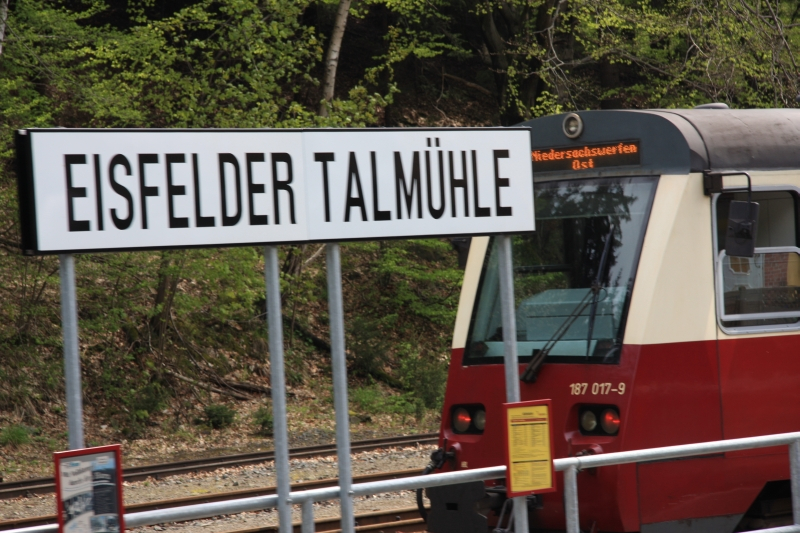 EISFELDER TALMÜHLE
Niedersachswerfen
Ost
187 017-9